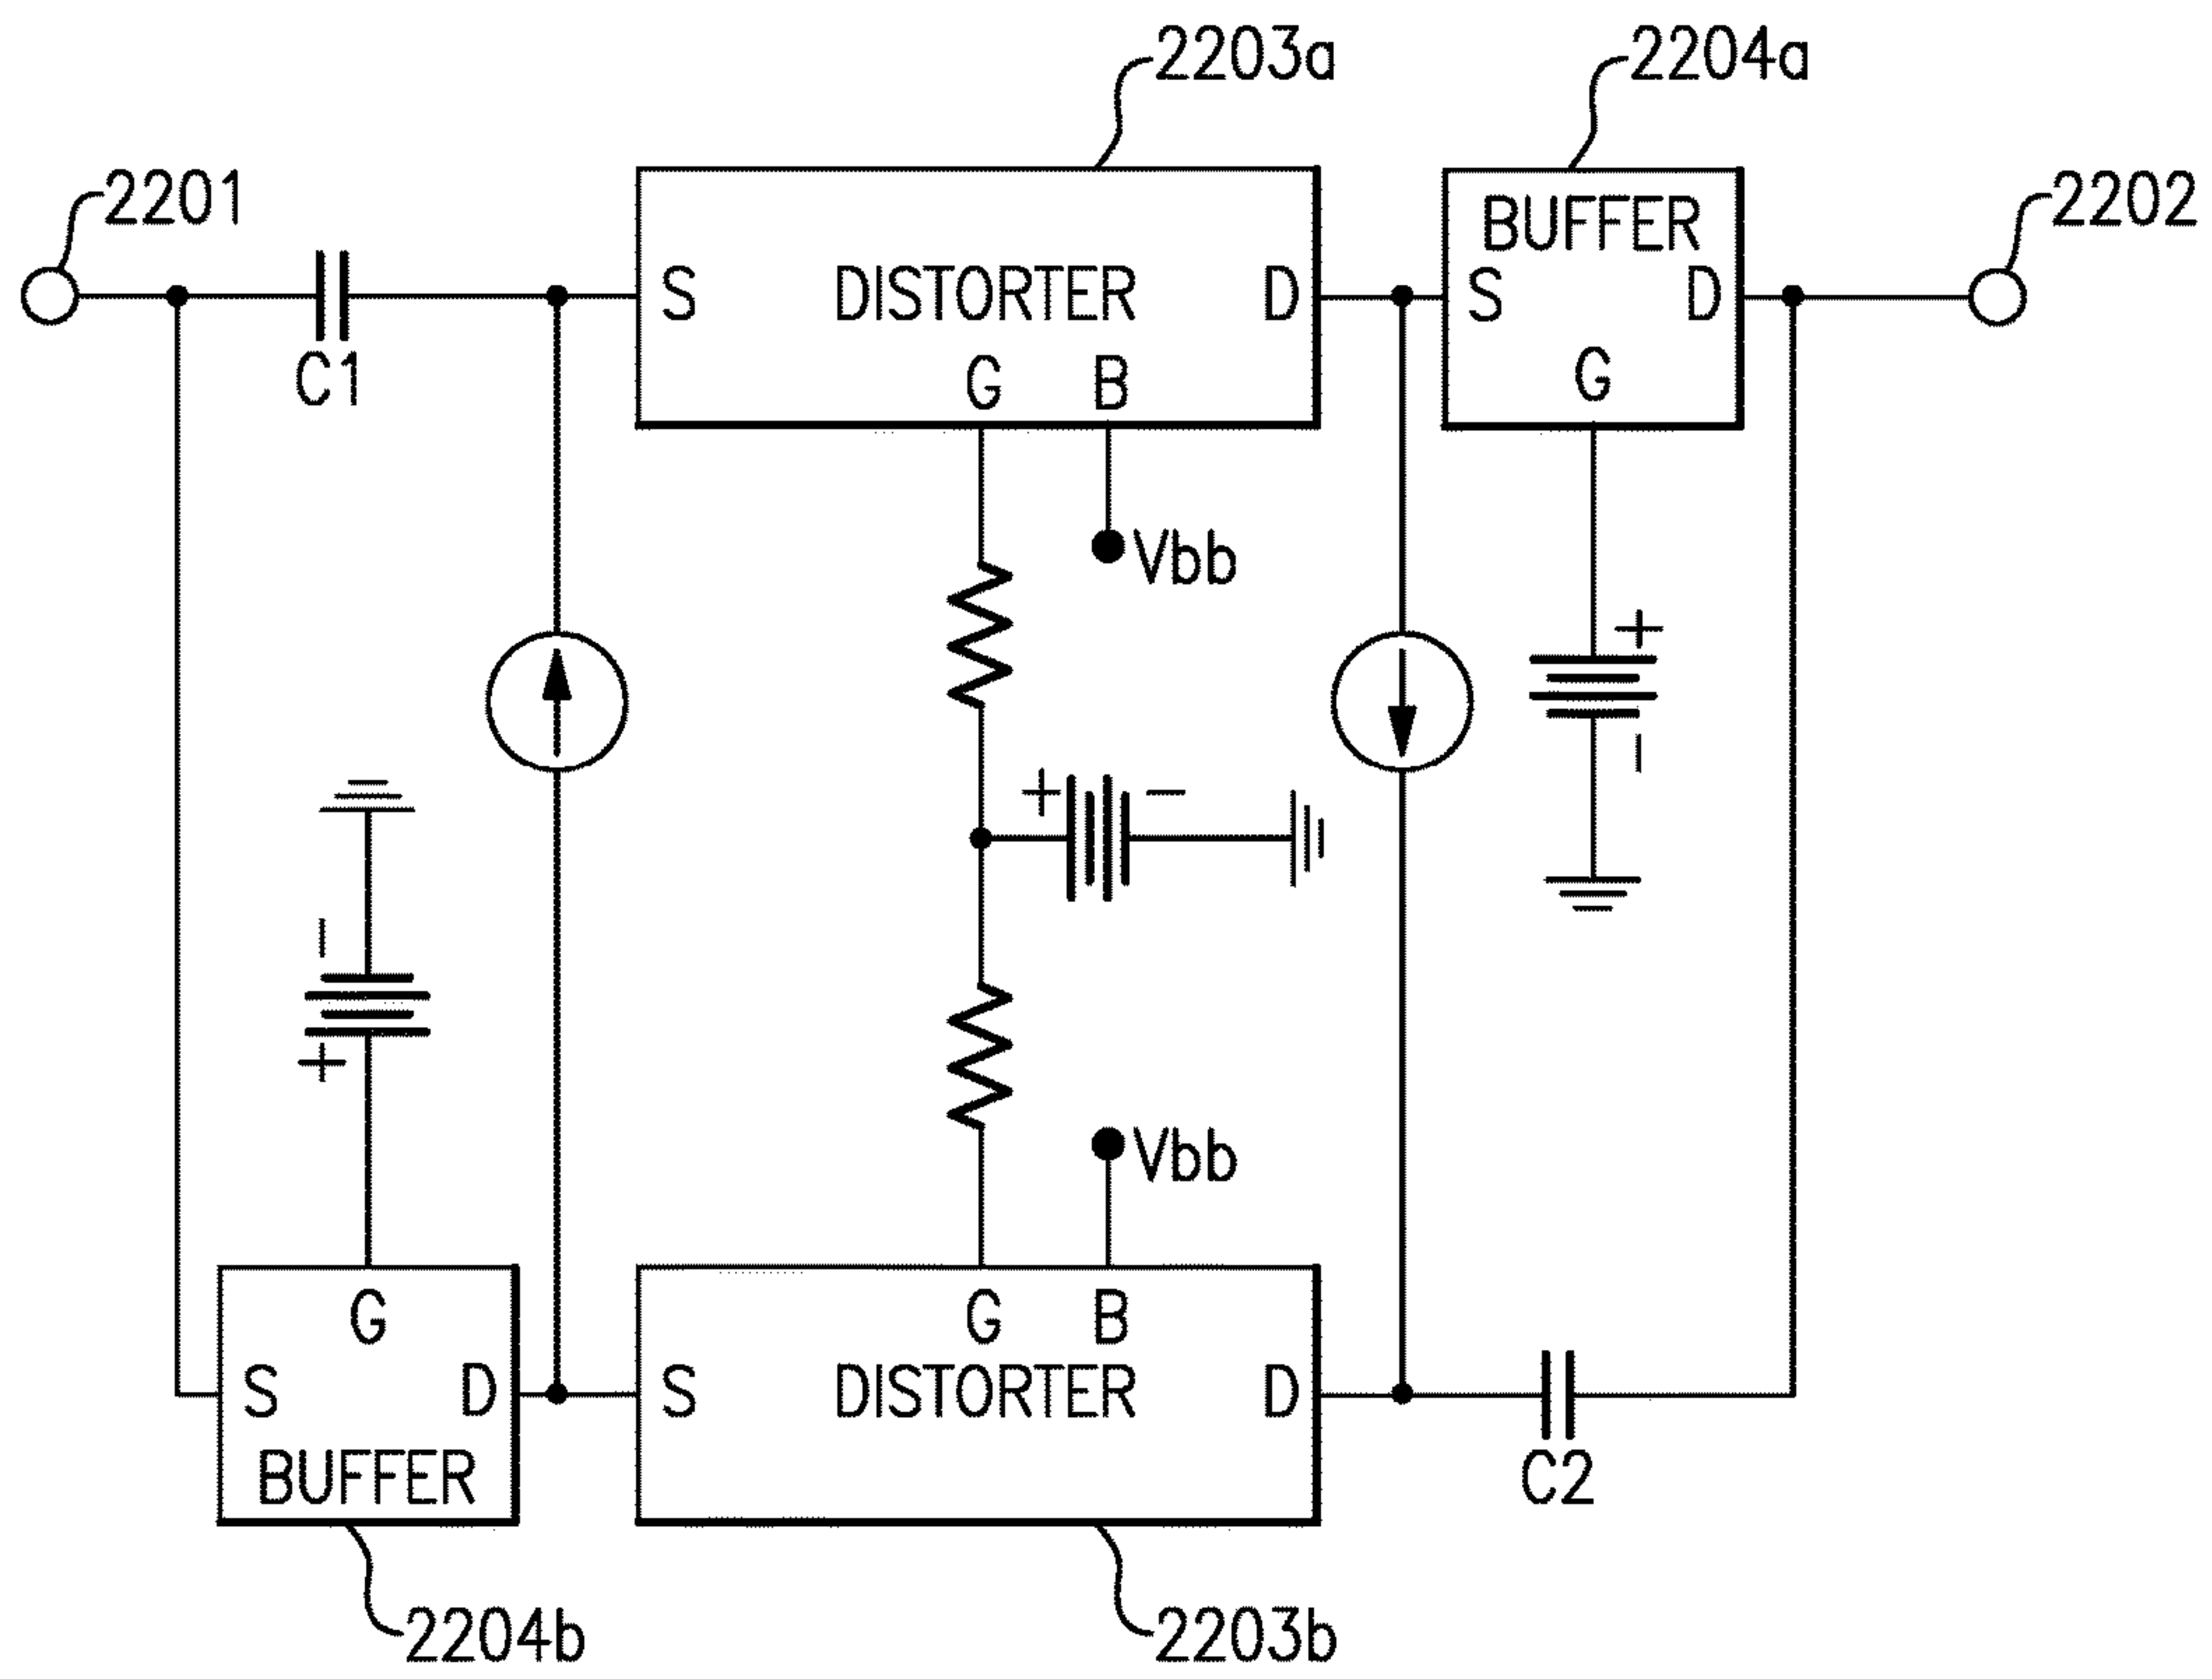 2203a
2204a
2201
2202
BUFFER
S DISTORTER D
S D
G B
G
C1
Vbb
+
-
+ -
-
+
Vbb
G
G B
S D
S DISTORTER D
BUFFER
C2
2204b
2203b